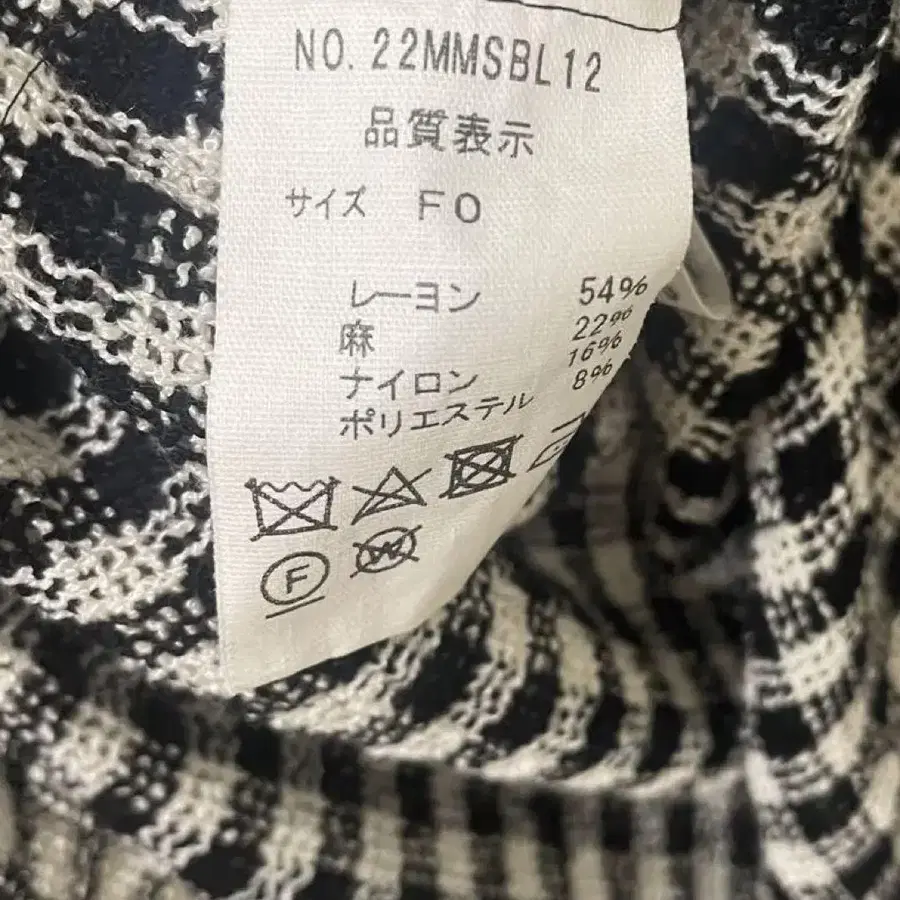 NO. 22MMSBL12
品質表示
サイズ FO
レーヨン 54%
麻 22%
ナイロン 16%
ポリエステル 8%
F W